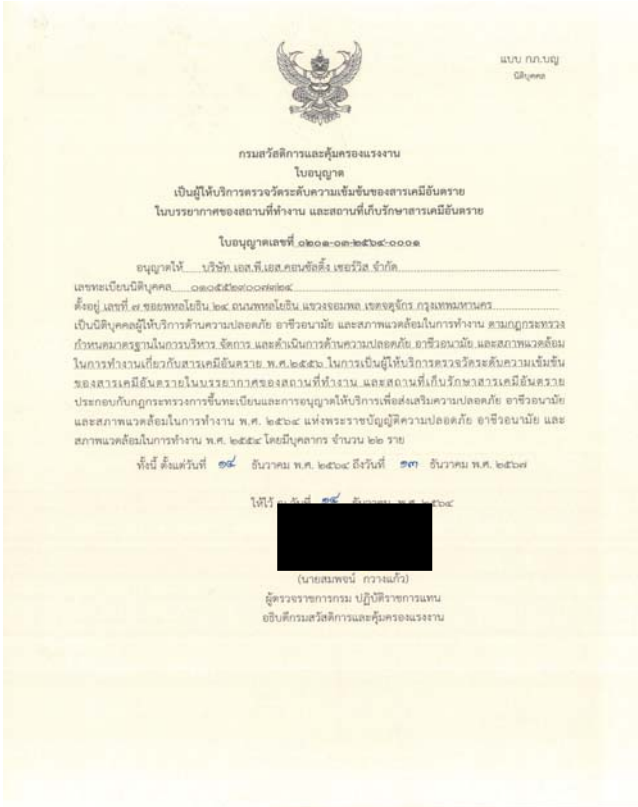 แบบ กภ.บญ
นิติบุคคล
กรมสวัสดิการและคุ้มครองแรงงาน
ใบอนุญาต
เป็นผู้ให้บริการตรวจวัดระดับความเข้มข้นของสารเคมีอันตราย
ในบรรยากาศของสถานที่ทำงาน และสถานที่เก็บรักษาสารเคมีอันตราย
ใบอนุญาตเลขที่ ๐๒๐๑-๐๓-๒๕๖๔-๐๐๐๑
อนุญาตให้ บริษัท เอส.พี.เอส.คอนซัลติ้ง เซอร์วิส จำกัด
เลขทะเบียนนิติบุคคล ๐๑๐๕๕๒๙๐๐๗๓๒๔
ตั้งอยู่ เลขที่ ๗ ซอยพหลโยธิน ๒๔ ถนนพหลโยธิน แขวงจอมพล เขตจตุจักร กรุงเทพมหานคร
เป็นนิติบุคคลผู้ให้บริการด้านความปลอดภัย อาชีวอนามัย และสภาพแวดล้อมในการทำงาน ตามกฎกระทรวง
กำหนดมาตรฐานในการบริหาร จัดการ และดำเนินการด้านความปลอดภัย อาชีวอนามัย และสภาพแวดล้อม
ในการทำงานเกี่ยวกับสารเคมีอันตราย พ.ศ.๒๕๕๖ ในการเป็นผู้ให้บริการตรวจวัดระดับความเข้มข้น
ของสารเคมีอันตรายในบรรยากาศของสถานที่ทำงาน และสถานที่เก็บรักษาสารเคมีอันตราย
ประกอบกับกฎกระทรวงการขึ้นทะเบียนและการอนุญาตให้บริการเพื่อส่งเสริมความปลอดภัย อาชีวอนามัย
และสภาพแวดล้อมในการทำงาน พ.ศ. ๒๕๖๔ แห่งพระราชบัญญัติความปลอดภัย อาชีวอนามัย และ
สภาพแวดล้อมในการทำงาน พ.ศ. ๒๕๕๔ โดยมีบุคลากร จำนวน ๒๒ ราย
ทั้งนี้ ตั้งแต่วันที่ ๑๔ ธันวาคม พ.ศ. ๒๕๖๔ ถึงวันที่ ๑๓ ธันวาคม พ.ศ. ๒๕๖๗
ให้ไว้ ณ วันที่ ๑๔ ธันวาคม พ.ศ. ๒๕๖๔
(นายสมพจน์ กวางแก้ว)
ผู้ตรวจราชการกรม ปฏิบัติราชการแทน
อธิบดีกรมสวัสดิการและคุ้มครองแรงงาน